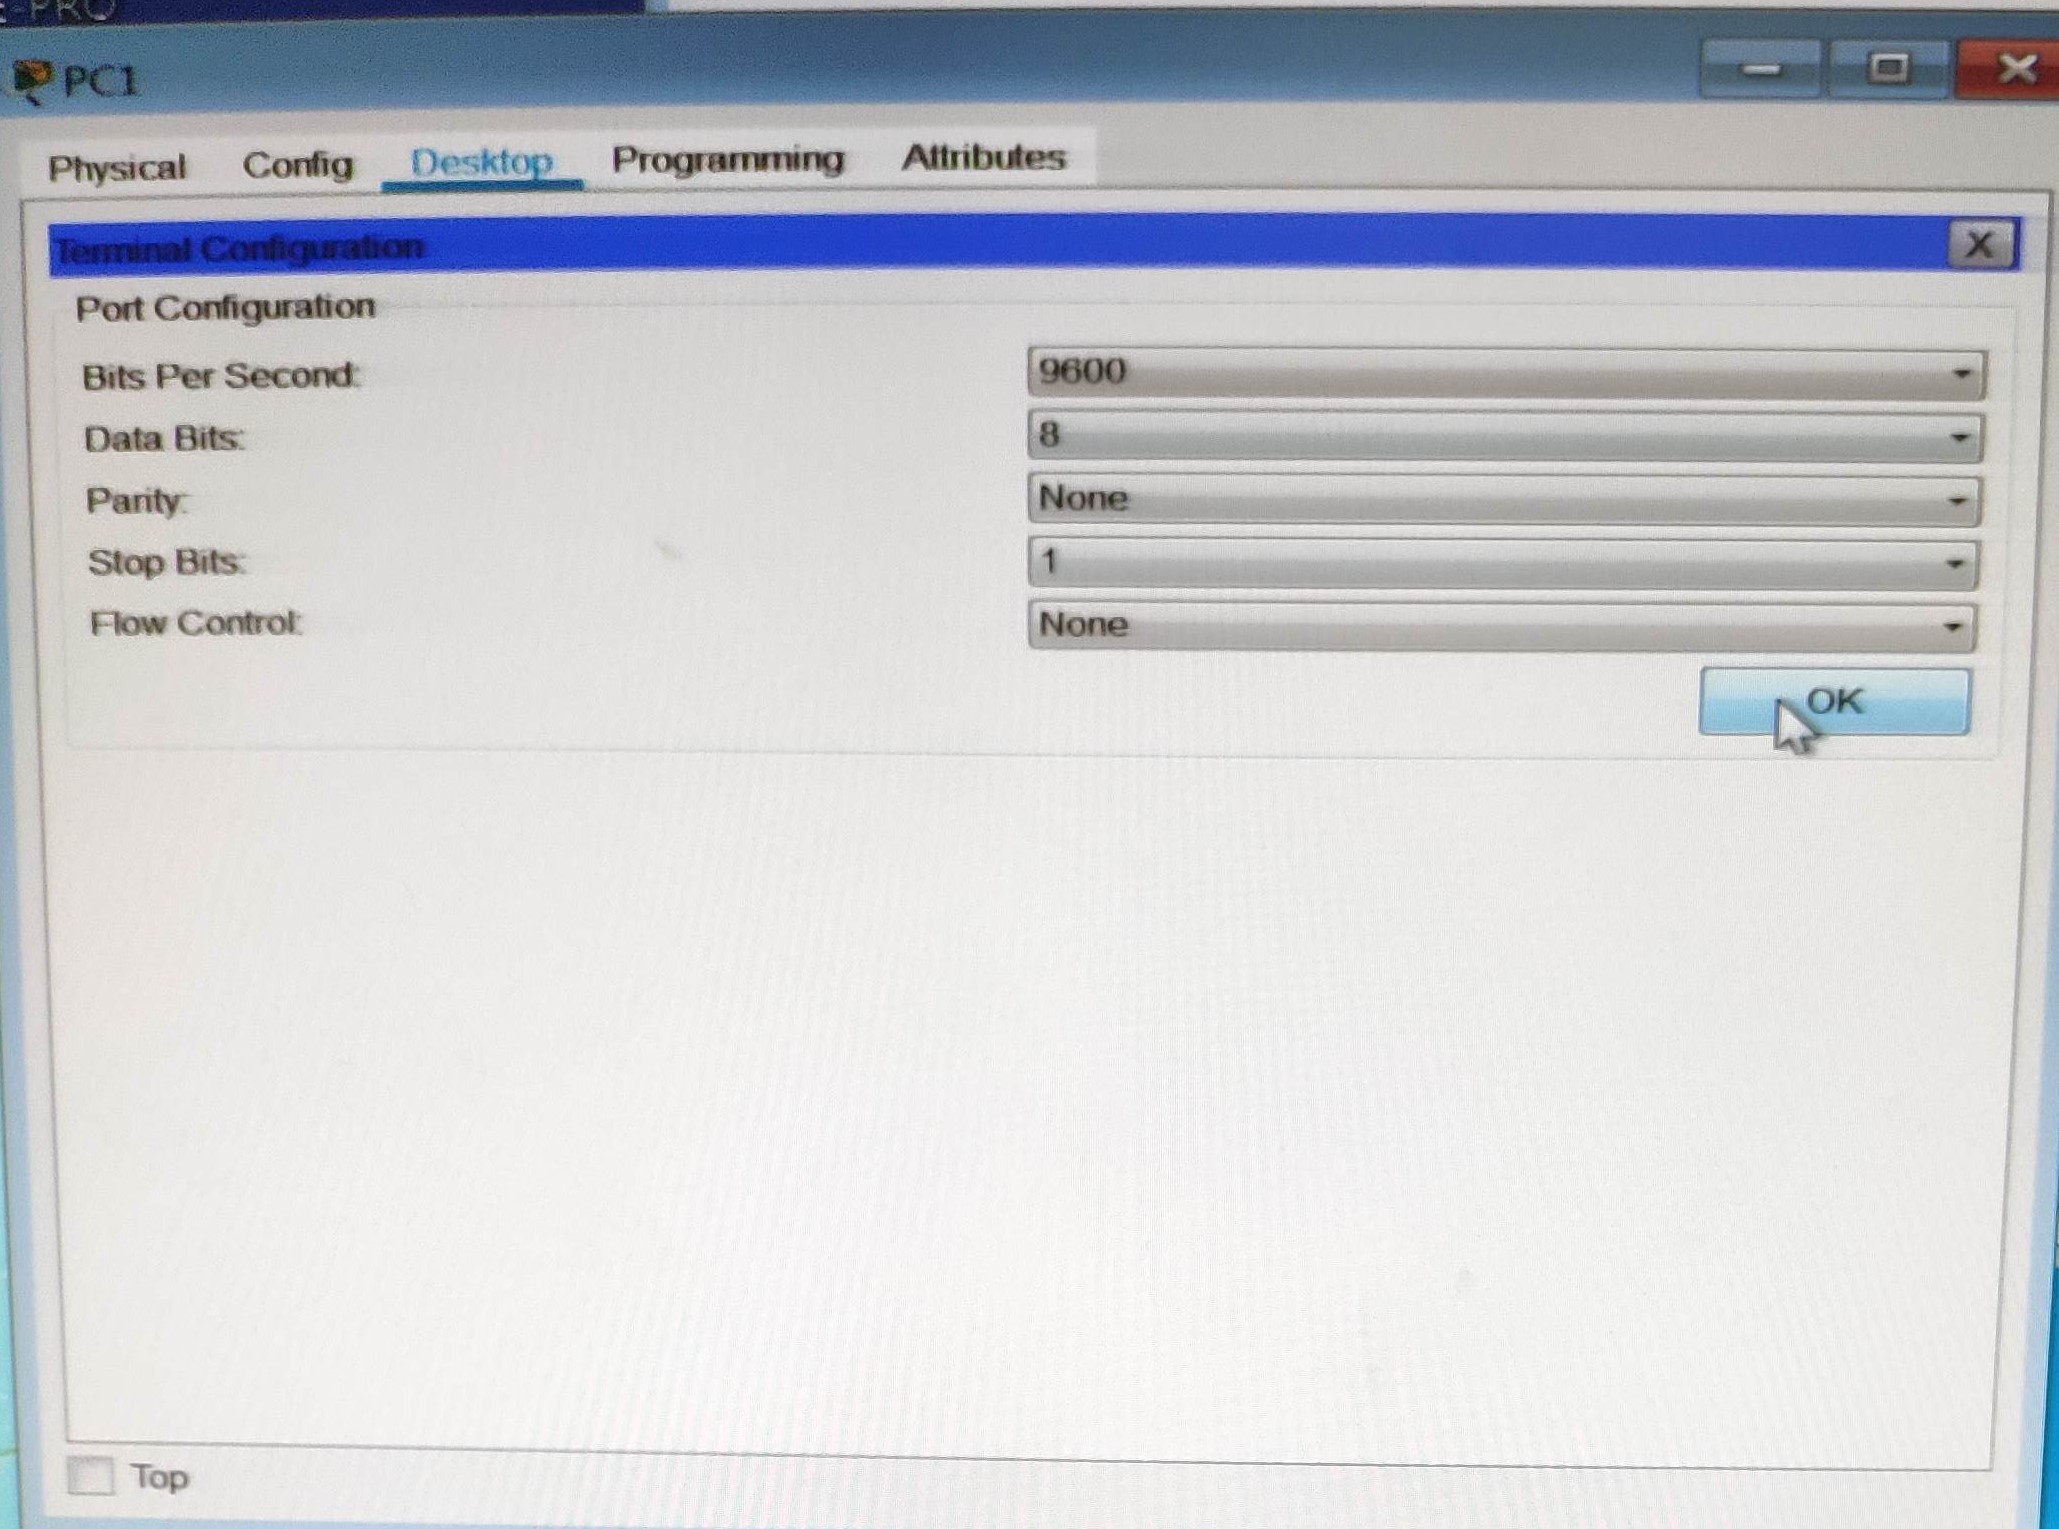 E-PRO
PC1
Physical Config Desktop Programming Attributes
Terminal Configuration X
Port Configuration
Bits Per Second: 9600
Data Bits: 8
Parity: None
Stop Bits: 1
Flow Control: None
OK
Top